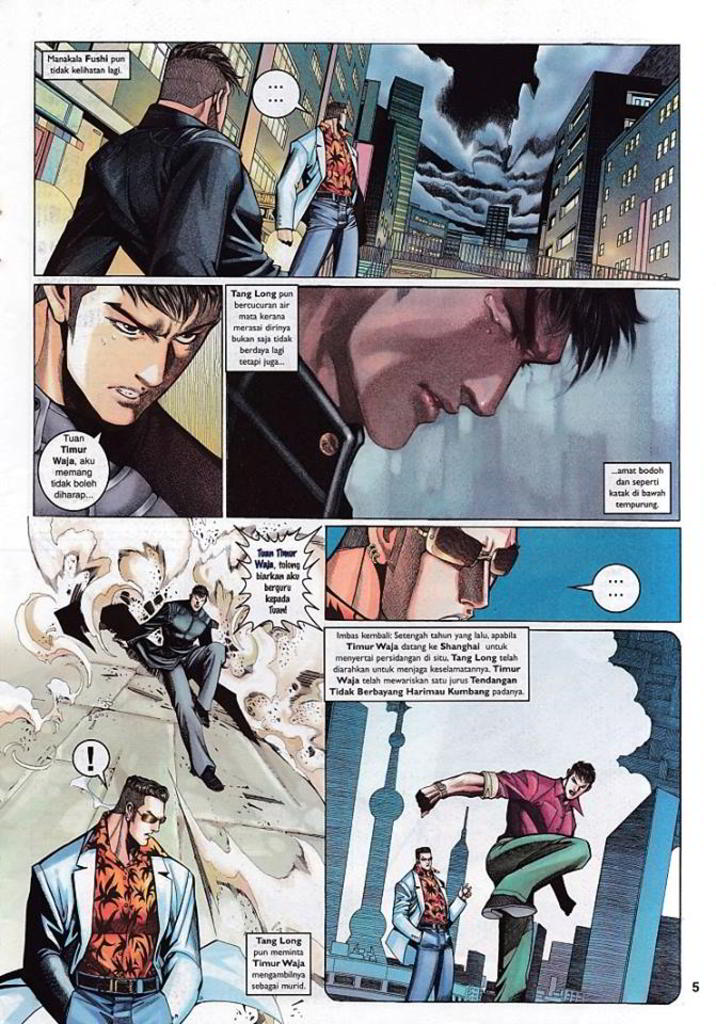 Manakala Fushi pun
tidak kelihatan lagi.
... ...
... ...
Tuan
Timur
Waja, aku
memang
tidak boleh
diharap...
Tang Long pun
bercucuran air
mata kerana
merasai dirinya
bukan saja tidak
berdaya lagi
tetapi juga...
...amat bodoh
dan seperti
katak di bawah
tempurung.
Tuan Timur
Waja, tolong
biarkan aku
berguru
kepada
Tuan!
!
Tang Long
pun meminta
Timur Waja
mengambilnya
sebagai murid.
... ...
... ...
Imbas kembali: Setengah tahun lalu, apabila
Timur Waja datang ke Shanghai untuk
menyertai persidangan di situ, Tang Long telah
diarahkan untuk menjaga keselamatannya. Timur
Waja telah mewariskan satu jurus Tendangan
Tidak Berbayang Harimau Kumbang padanya.
5